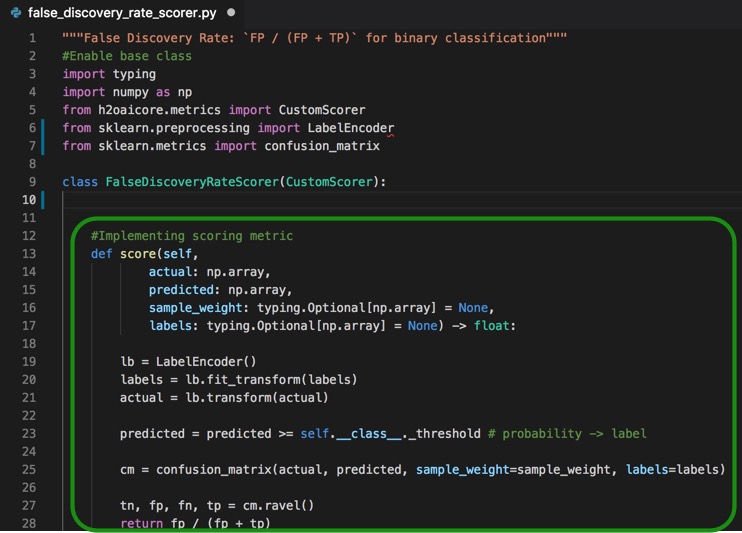 false_discovery_rate_scorer.py
1 """False Discovery Rate: `FP / (FP + TP)` for binary classification"""
2 #Enable base class
3 import typing
4 import numpy as np
5 from h2oaicore.metrics import CustomScorer
6 from sklearn.preprocessing import LabelEncoder
7 from sklearn.metrics import confusion_matrix
8
9 class FalseDiscoveryRateScorer(CustomScorer):
10
11
12 #Implementing scoring metric
13 def score(self,
14 actual: np.array,
15 predicted: np.array,
16 sample_weight: typing.Optional[np.array] = None,
17 labels: typing.Optional[np.array] = None) -> float:
18
19 lb = LabelEncoder()
20 labels = lb.fit_transform(labels)
21 actual = lb.transform(actual)
22
23 predicted = predicted >= self.__class__._threshold # probability -> label
24
25 cm = confusion_matrix(actual, predicted, sample_weight=sample_weight, labels=labels)
26
27 tn, fp, fn, tp = cm.ravel()
28 return fp / (fp + tp)